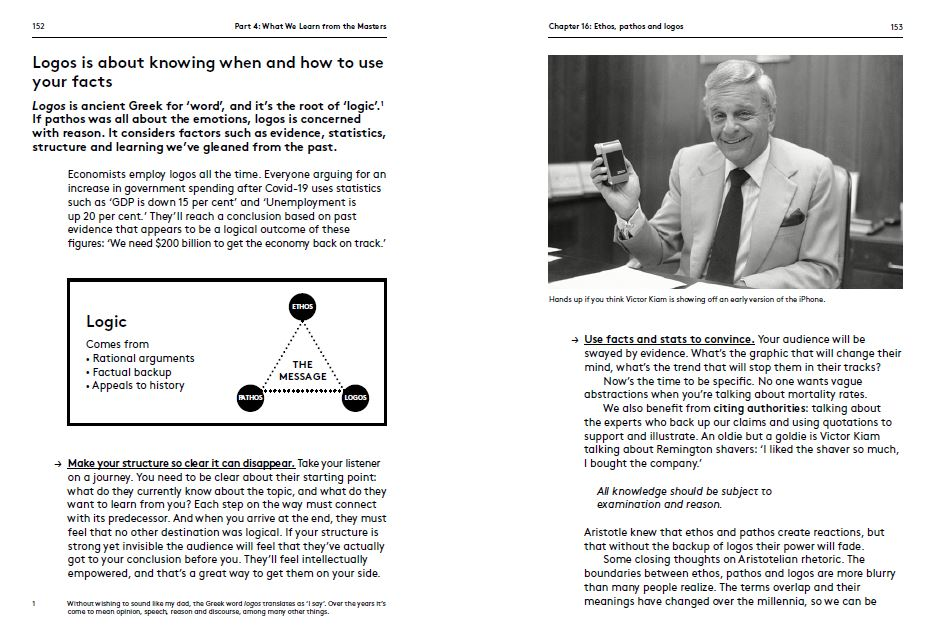 152
Part 4: What We Learn from the Masters
Logos is about knowing when and how to use
your facts
Logos is ancient Greek for ‘word’, and it’s the root of ‘logic’.¹
If pathos was all about the emotions, logos is concerned
with reason. It considers factors such as evidence, statistics,
structure and learning we’ve gleaned from the past.
Economists employ logos all the time. Everyone arguing for an
increase in government spending after Covid-19 uses statistics
such as ‘GDP is down 15 per cent’ and ‘Unemployment is
up 20 per cent.’ They’ll reach a conclusion based on past
evidence that appears to be a logical outcome of these
figures: ‘We need $200 billion to get the economy back on track.’
Logic
Comes from
• Rational arguments
• Factual backup
• Appeals to history
ETHOS
THE
MESSAGE
PATHOS
LOGOS
→ Make your structure so clear it can disappear. Take your listener
on a journey. You need to be clear about their starting point:
what do they currently know about the topic, and what do they
want to learn from you? Each step on the way must connect
with its predecessor. And when you arrive at the end, they must
feel that no other destination was logical. If your structure is
strong yet invisible the audience will feel that they’ve actually
got to your conclusion before you. They’ll feel intellectually
empowered, and that’s a great way to get them on your side.
1 Without wishing to sound like my dad, the Greek word logos translates as ‘I say’. Over the years it’s
come to mean opinion, speech, reason and discourse, among many other things.
Chapter 16: Ethos, pathos and logos
153
Hands up if you think Victor Kiam is showing off an early version of the iPhone.
→ Use facts and stats to convince. Your audience will be
swayed by evidence. What’s the graphic that will change their
mind, what’s the trend that will stop them in their tracks?
Now’s the time to be specific. No one wants vague
abstractions when you’re talking about mortality rates.
We also benefit from citing authorities: talking about
the experts who back up our claims and using quotations to
support and illustrate. An oldie but a goldie is Victor Kiam
talking about Remington shavers: ‘I liked the shaver so much,
I bought the company.’
All knowledge should be subject to
examination and reason.
Aristotle knew that ethos and pathos create reactions, but
that without the backup of logos their power will fade.
Some closing thoughts on Aristotelian rhetoric. The
boundaries between ethos, pathos and logos are more blurry
than many people realize. The terms overlap and their
meanings have changed over the millennia, so we can be